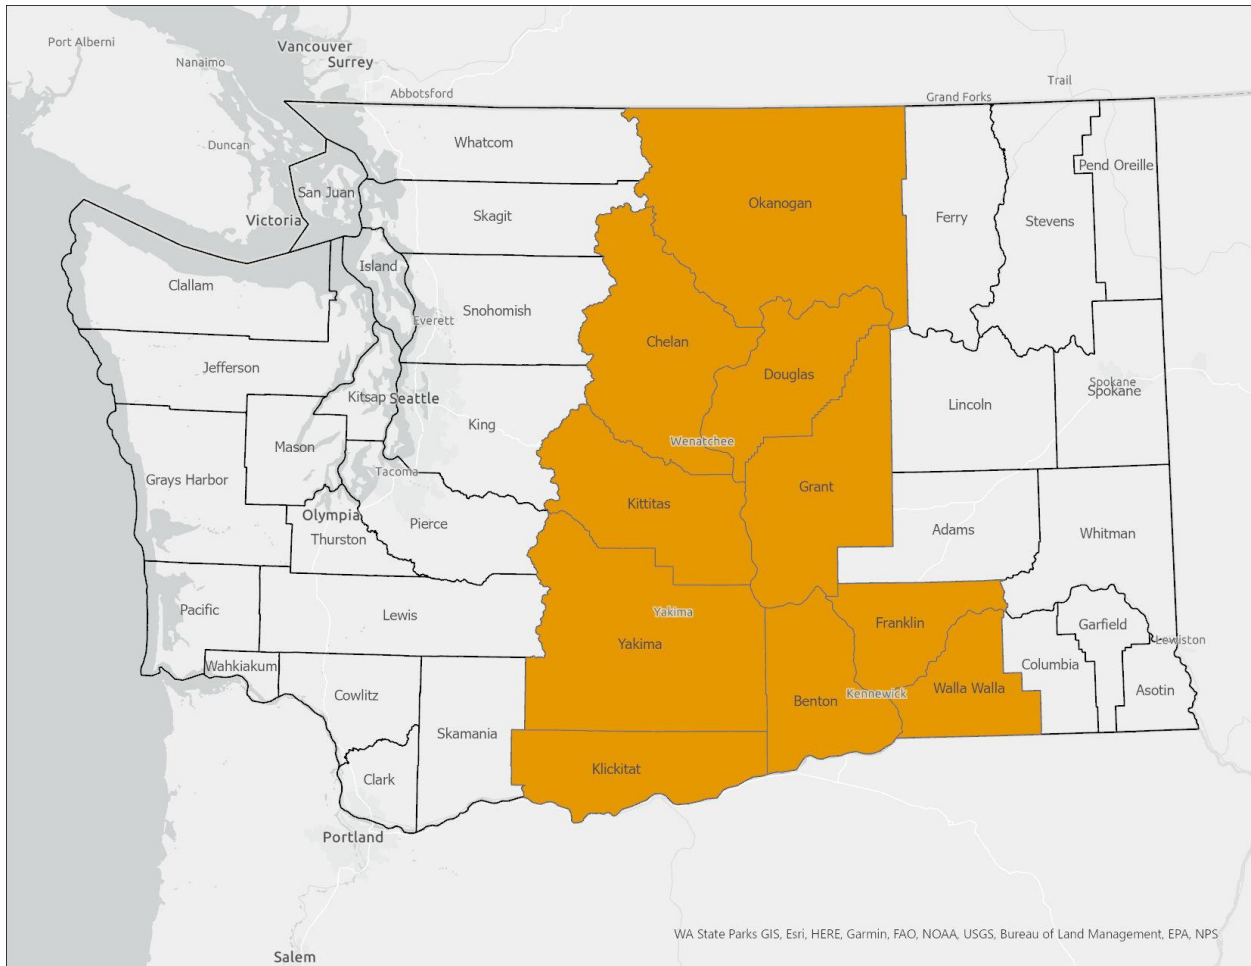 Port Alberni
Vancouver
Surrey
Nanaimo
Trail
Abbotsford
Grand Forks
Whatcom
Duncan
Pend Oreille
San Juan
Okanogan
Victoria
Skagit
Ferry
Stevens
Island
Clallam
Snohomish
Everett
Chelan
Jefferson
Douglas
Kitsap
Seattle
Spokane
Spokane
Lincoln
King
Wenatchee
Mason
Tacoma
Grays Harbor
Grant
Kittitas
Olympia
Pierce
Adams
Whitman
Thurston
Pacific
Lewis
Yakima
Franklin
Garfield
Yakima
Lewiston
Wahkiakum
Columbia
Cowlitz
Kennewick
Walla Walla
Asotin
Benton
Skamania
Klickitat
Clark
Portland
WA State Parks GIS, Esri, HERE, Garmin, FAO, NOAA, USGS, Bureau of Land Management, EPA, NPS
Salem